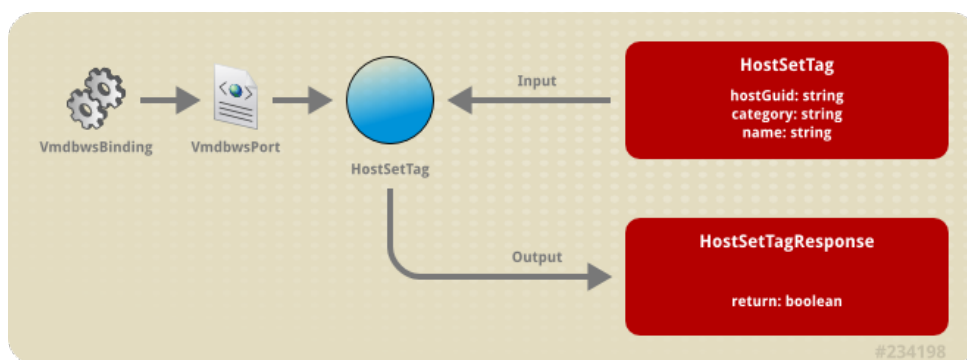 HostSetTag
Input
hostGuid: string
category: string
name: string
VmdbwsBinding
VmdbwsPort
HostSetTag
HostSetTagResponse
Output
return: boolean
#234198